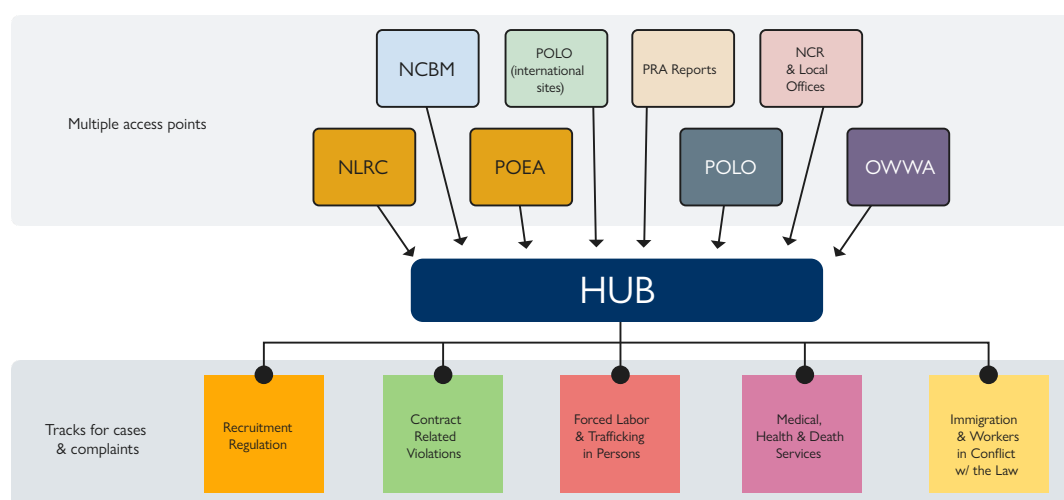 Multiple access points
NCBM
POLO
(international
sites)
PRA Reports
NCR
& Local
Offices
NLRC
POEA
POLO
OWWA
HUB
Tracks for cases
& complaints
Recruitment
Regulation
Contract
Related
Violations
Forced Labor
& Trafficking
in Persons
Medical,
Health & Death
Services
Immigration
& Workers
in Conflict
w/ the Law